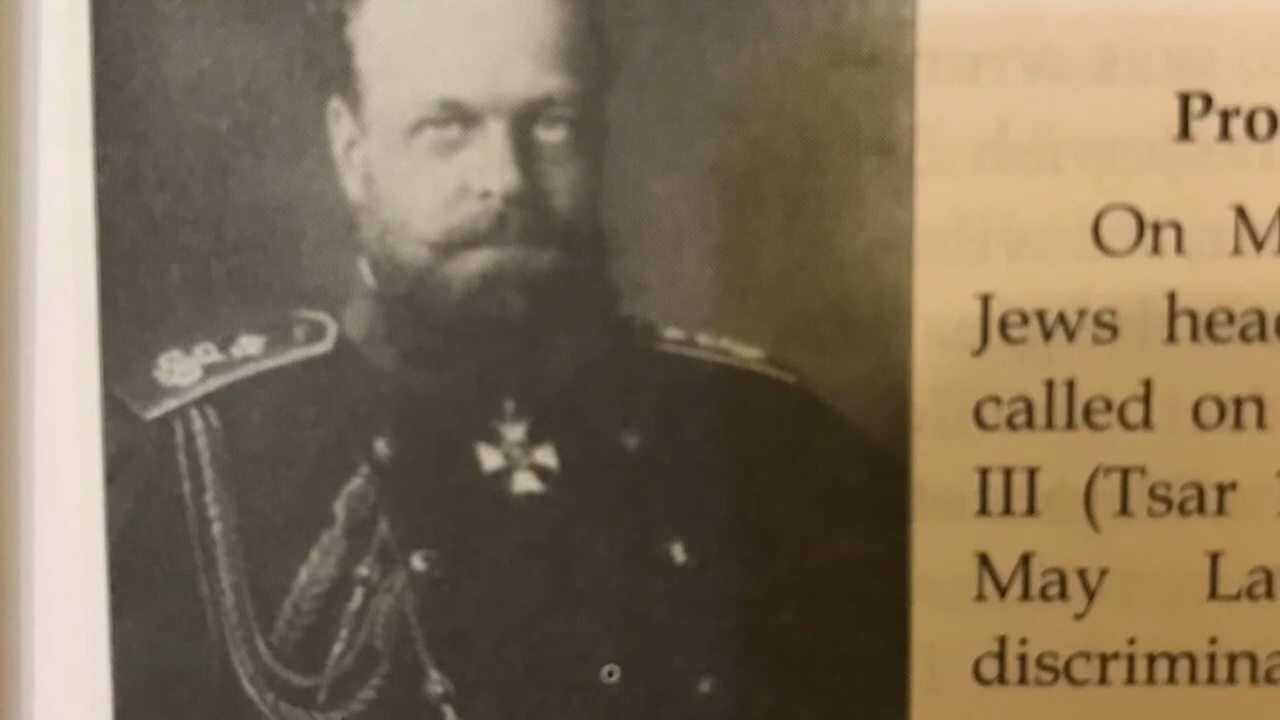 Pro
On M
Jews hea
called on
III (Tsar
May La
discrimina